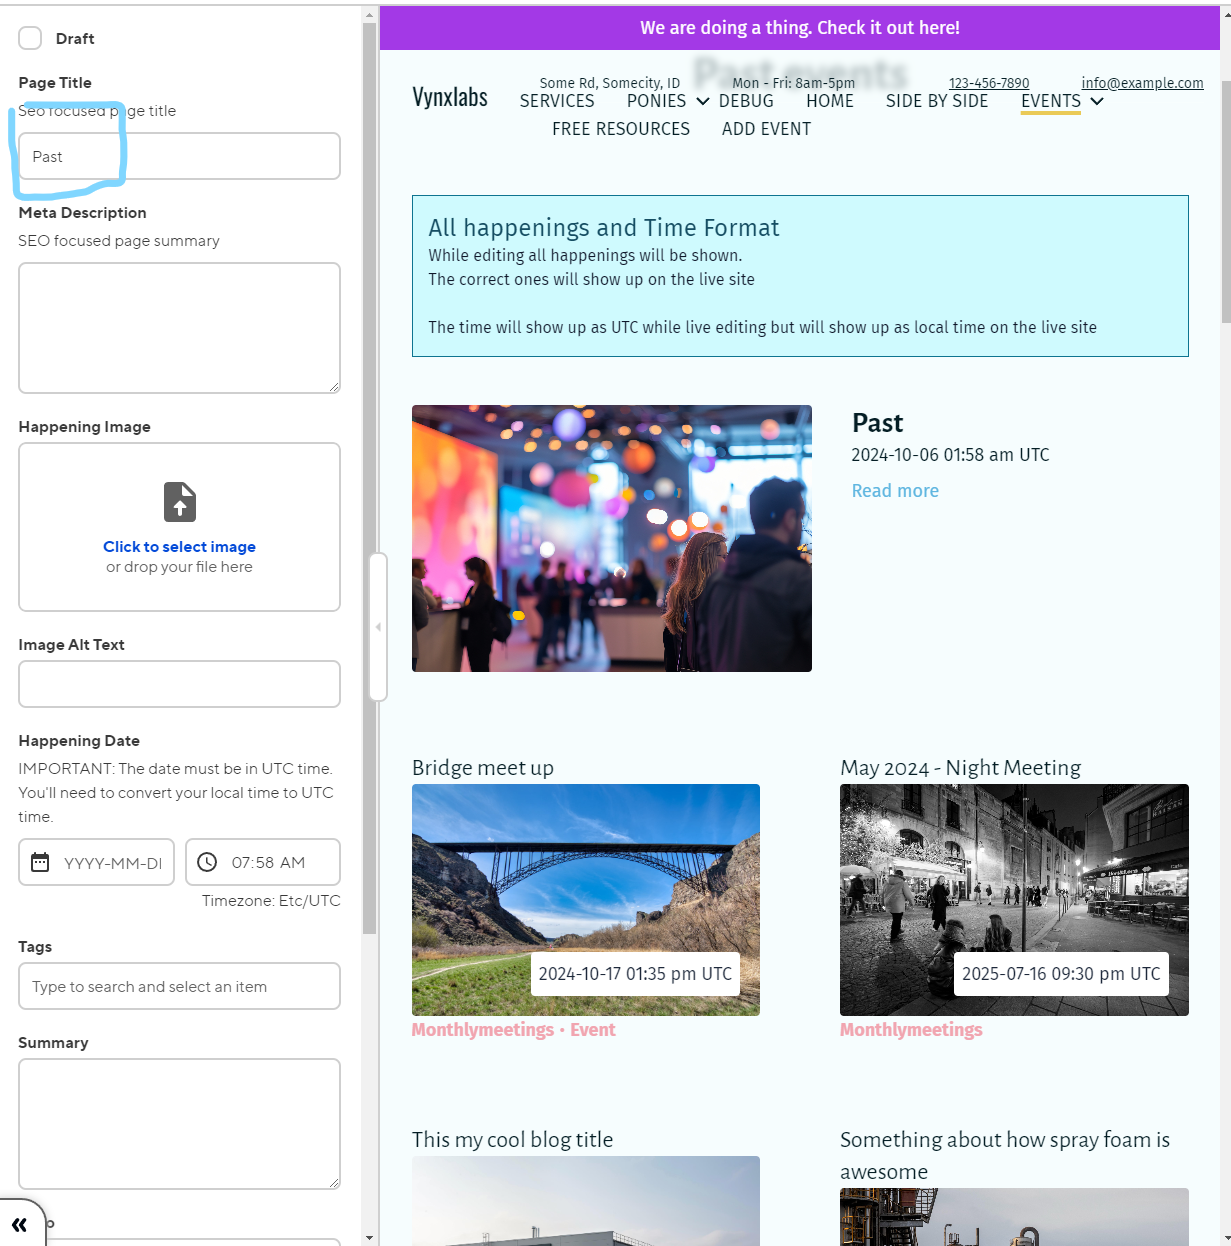 Draft
Page Title
Seo focused page title
Past
Meta Description
SEO focused page summary
Happening Image
Click to select image
or drop your file here
Image Alt Text
Happening Date
IMPORTANT: The date must be in UTC time.
You'll need to convert your local time to UTC
time.
YYYY-MM-DD
07:58 AM
Timezone: Etc/UTC
Tags
Type to search and select an item
Summary
We are doing a thing. Check it out here!
Past events
Some Rd, Somecity, ID
Mon - Fri: 8am-5pm
123-456-7890
info@example.com
Vynxlabs
SERVICES PONIES DEBUG HOME SIDE BY SIDE EVENTS
FREE RESOURCES ADD EVENT
All happenings and Time Format
While editing all happenings will be shown.
The correct ones will show up on the live site
The time will show up as UTC while live editing but will show up as local time on the live site
Past
2024-10-06 01:58 am UTC
Read more
Bridge meet up
2024-10-17 01:35 pm UTC
Monthlymeetings • Event
May 2024 - Night Meeting
2025-07-16 09:30 pm UTC
Monthlymeetings
This my cool blog title
Something about how spray foam is
awesome